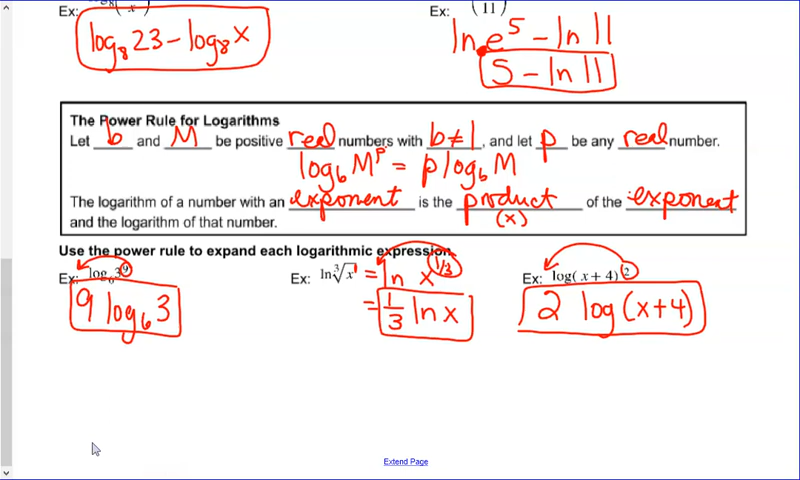 Ex: Ex: (11)
log₈ 23 - log₈ x
ln e⁵ - ln 11
5 - ln 11
The Power Rule for Logarithms
Let b and M be positive real numbers with b≠1, and let p be any real number.
log_b M^p = p log_b M
The logarithm of a number with an exponent is the product of the exponent
(x)
and the logarithm of that number.
Use the power rule to expand each logarithmic expression.
Ex: log₆ 3⁹ Ex: ln ∛x¹ = ln x^(1/3) Ex: log(x + 4)²
9 log₆ 3 = 1/3 ln x 2 log (x+4)
Extend Page